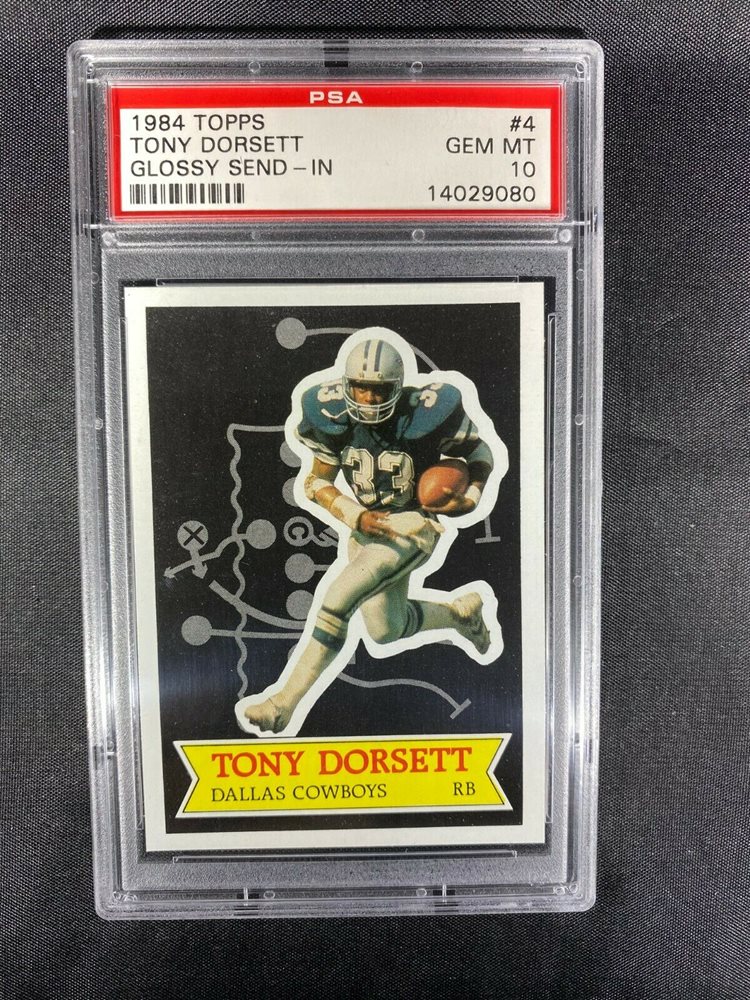 PSA
1984 TOPPS #4
TONY DORSETT GEM MT
GLOSSY SEND-IN 10
14029080
33
33
X
C
TONY DORSETT
DALLAS COWBOYS RB